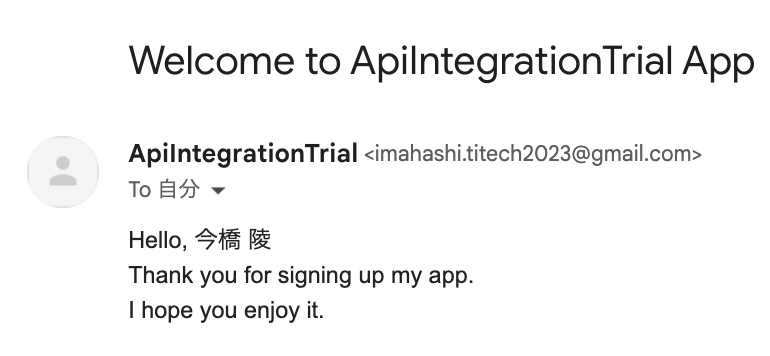 Welcome to ApiIntegrationTrial App
ApiIntegrationTrial <imahashi.titech2023@gmail.com>
To 自分
Hello, 今橋 陵
Thank you for signing up my app.
I hope you enjoy it.